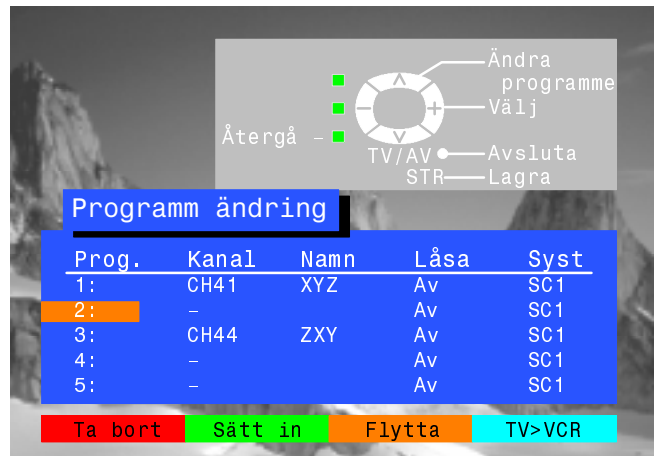 Ändra
programme
Välj
Återgå –
TV/AV Avsluta
STR Lagra
Programm ändring
Prog. Kanal Namn Låsa Syst
1: CH41 XYZ Av SC1
2: – Av SC1
3: CH44 ZXY Av SC1
4: – Av SC1
5: – Av SC1
Ta bort Sätt in Flytta TV>VCR